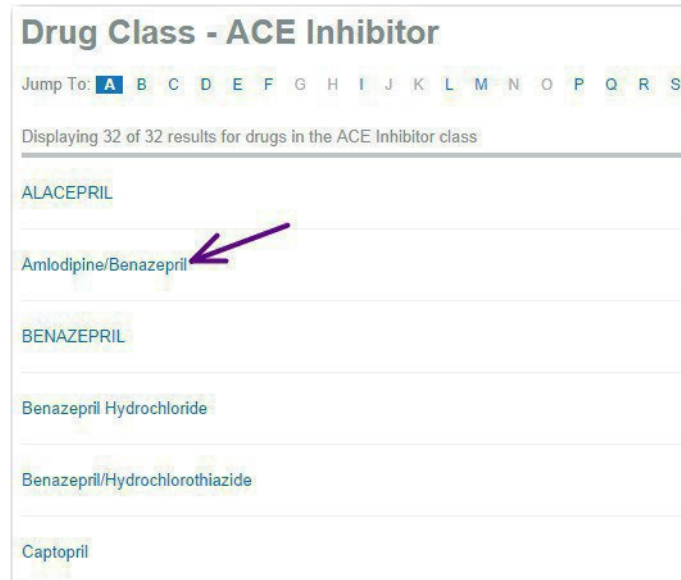 Drug Class - ACE Inhibitor
Jump To: A B C D E F G H I J K L M N O P Q R S
Displaying 32 of 32 results for drugs in the ACE Inhibitor class
ALACEPRIL
Amlodipine/Benazepril
BENAZEPRIL
Benazepril Hydrochloride
Benazepril/Hydrochlorothiazide
Captopril